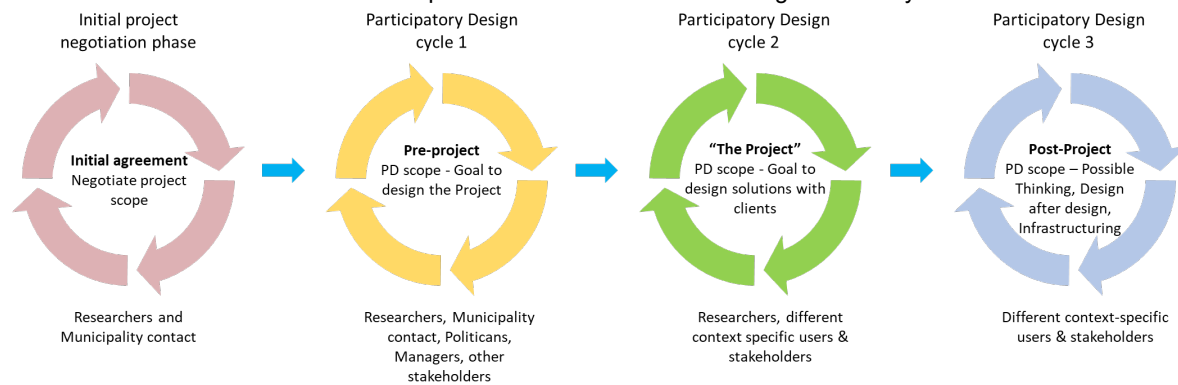 Initial project
negotiation phase
Initial agreement
Negotiate project
scope
Researchers and
Municipality contact
Participatory Design
cycle 1
Pre-project
PD scope - Goal to
design the Project
Researchers, Municipality
contact, Politicans,
Managers, other
stakeholders
Participatory Design
cycle 2
“The Project”
PD scope - Goal to
design solutions with
clients
Researchers, different
context specific users &
stakeholders
Participatory Design
cycle 3
Post-Project
PD scope – Possible
Thinking, Design
after design,
Infrastructuring
Different context-specific
users & stakeholders